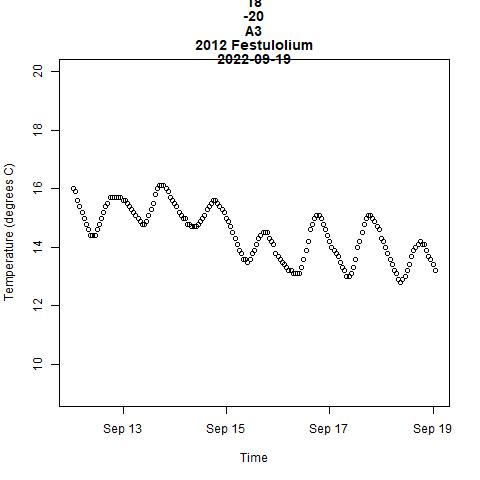 18
-20
A3
2012 Festulolium
2022-09-19
Temperature (degrees C)
20
18
16
14
12
10
Sep 13
Sep 15
Sep 17
Sep 19
Time